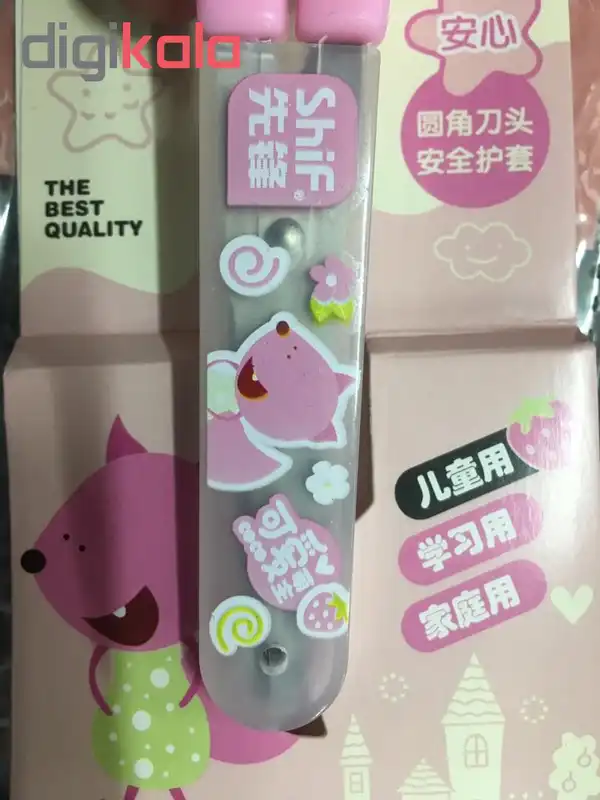 digikala
安心
圆角刀头
安全护套
THE
BEST
QUALITY
ShiF®
先锋
儿童用
学习用
家庭用